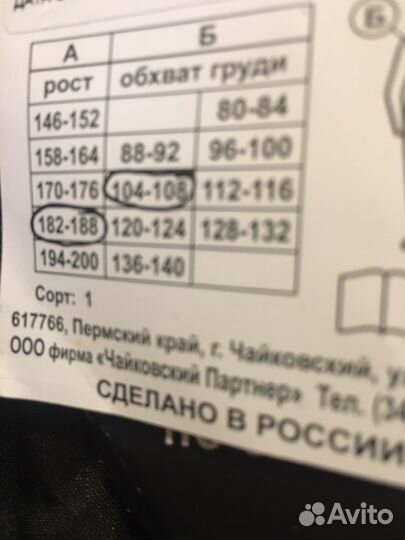 Б
А Б
рост обхват груди
146-152 80-84
158-164 88-92 96-100
170-176 104-108 112-116
182-188 120-124 128-132
194-200 136-140
Сорт: 1
617766, Пермский край, г. Чайковский,
ООО фирма «Чайковский Партнер» Тел. (34
СДЕЛАНО В РОССИИ
Avito